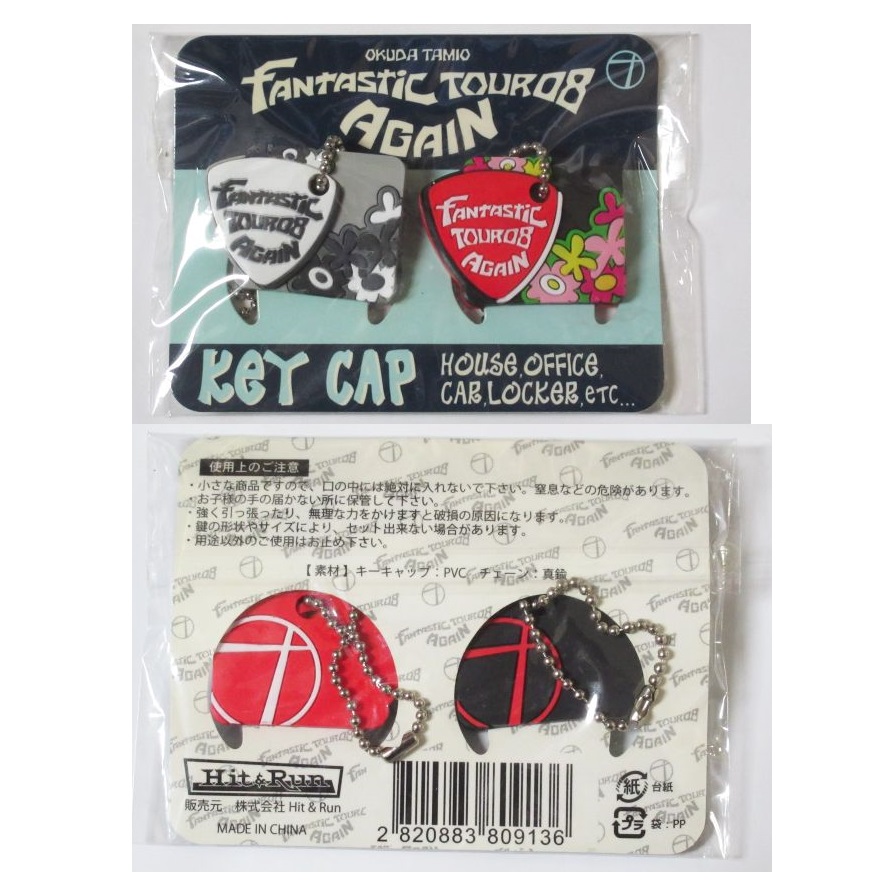 OKUDA TAMIO
FANTASTIC TOUR 08
AGAIN
FANTASTIC
TOUR 08
AGAIN
FANTASTIC
TOUR 08
AGAIN
KEY CAP
HOUSE, OFFICE,
CAR, LOCKER, ETC...
使用上のご注意
・小さな商品ですので、口の中には絶対に入れないで下さい。窒息などの危険があります。
・お子様の手の届かない所に保管して下さい。
・強く引っ張ったり、無理な力をかけますと破損の原因になります。
・鍵の形状やサイズにより、セット出来ない場合があります。
・用途以外のご使用はお止め下さい。
【素材】キーキャップ：PVC チェーン：真鍮
Hit & Run
販売元 株式会社 Hit & Run
MADE IN CHINA
2 820883 809136
紙 台紙
プラ 袋：PP